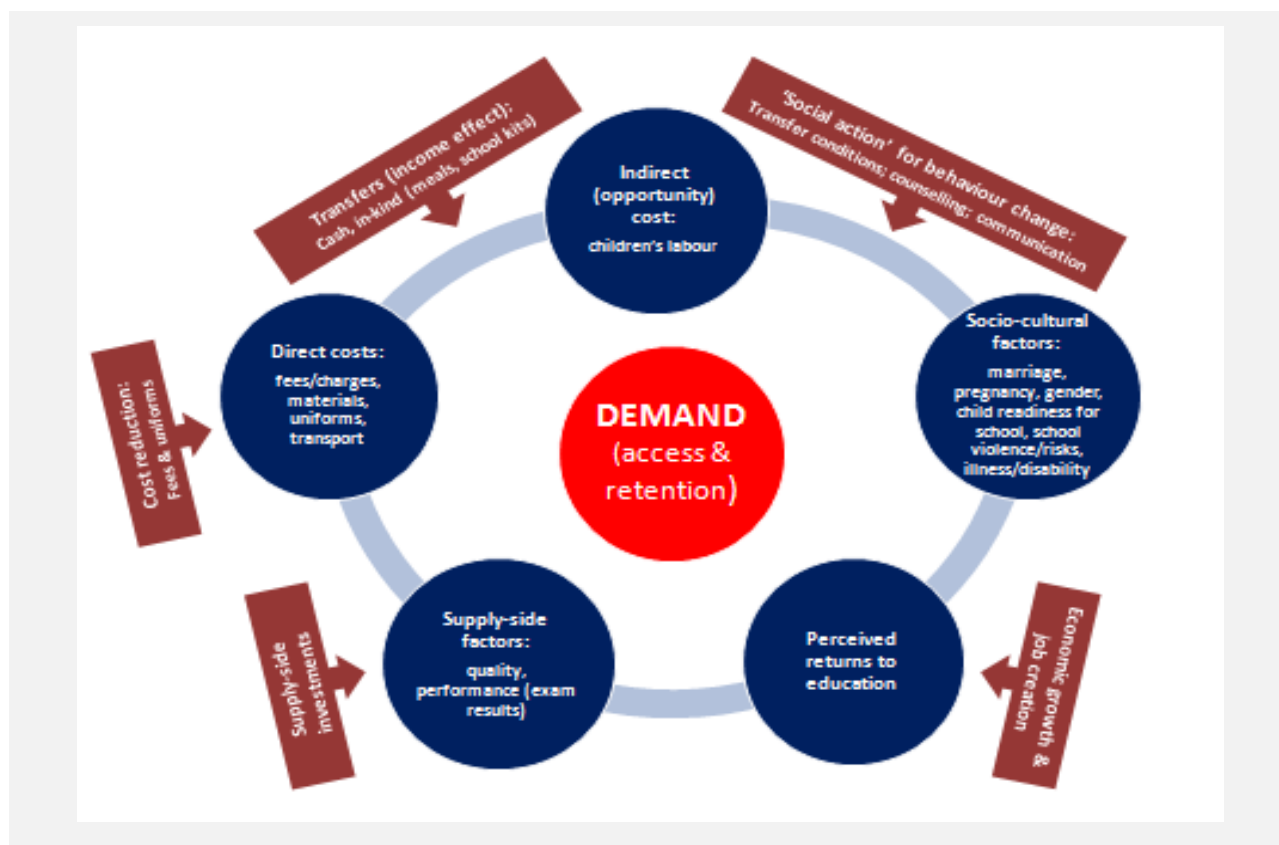 Transfers (income effect):
Cash, in-kind (meals, school kits)
'Social action' for behaviour change:
Transfer conditions; counselling; communication
Indirect
(opportunity)
cost:
children's labour
Direct costs:
fees/charges,
materials,
uniforms,
transport
Socio-cultural
factors:
marriage,
pregnancy, gender,
child readiness for
school, school
violence/risks,
illness/disability
Cost reduction:
Fees & uniforms
DEMAND
(access &
retention)
Supply-side
investments
Supply-side
factors:
quality,
performance (exam
results)
Perceived
returns to
education
Economic growth &
job creation